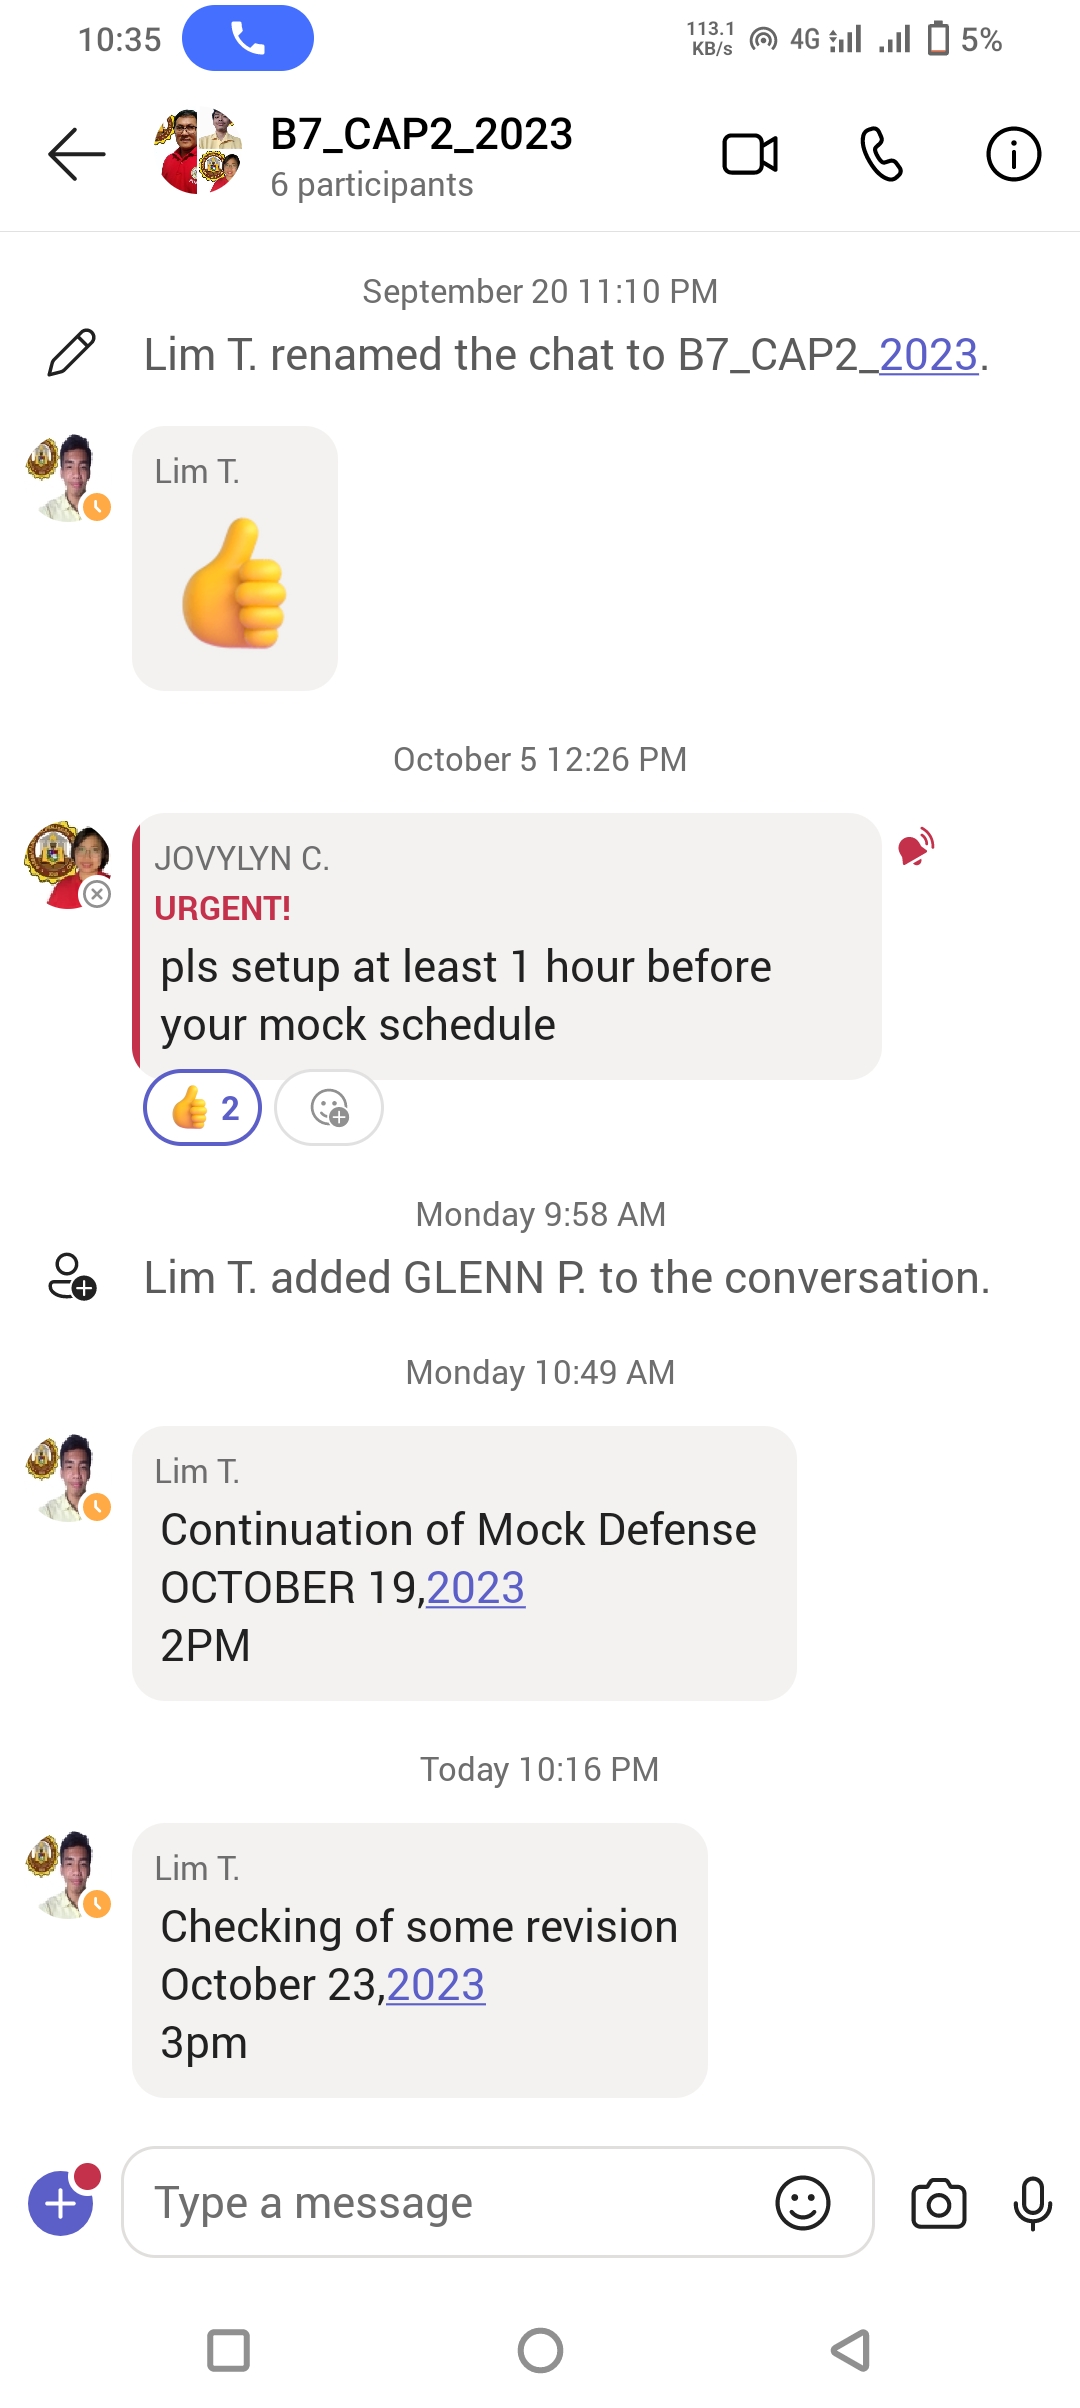 10:35
113.1
KB/s
4G
5%
B7_CAP2_2023
6 participants
September 20 11:10 PM
Lim T. renamed the chat to B7_CAP2_2023.
Lim T.
October 5 12:26 PM
JOVYLYN C.
URGENT!
pls setup at least 1 hour before
your mock schedule
2
Monday 9:58 AM
Lim T. added GLENN P. to the conversation.
Monday 10:49 AM
Lim T.
Continuation of Mock Defense
OCTOBER 19,2023
2PM
Today 10:16 PM
Lim T.
Checking of some revision
October 23,2023
3pm
Type a message